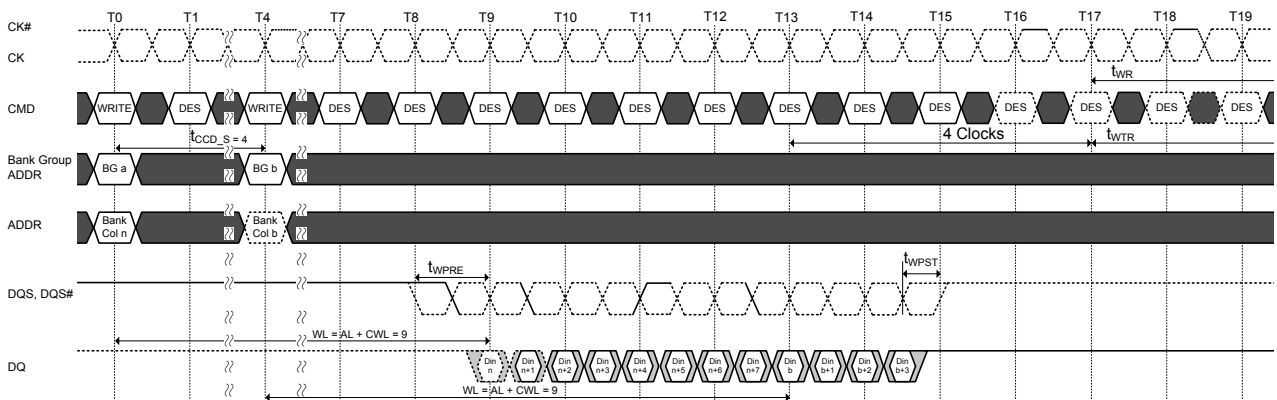 T0 T1 T4 T7 T8 T9 T10 T11 T12 T13 T14 T15 T16 T17 T18 T19
CK#
CK
tWR
CMD WRITE DES WRITE DES DES DES DES DES DES DES DES DES DES DES DES DES
tCCD_S = 4
4 Clocks
tWTR
Bank Group
ADDR
BG a BG b
ADDR
Bank
Col n
Bank
Col b
tWPRE
tWPST
DQS, DQS#
WL = AL + CWL = 9
DQ
Din
n
Din
n+1
Din
n+2
Din
n+3
Din
n+4
Din
n+5
Din
n+6
Din
n+7
Din
b
Din
b+1
Din
b+2
Din
b+3
WL = AL + CWL = 9